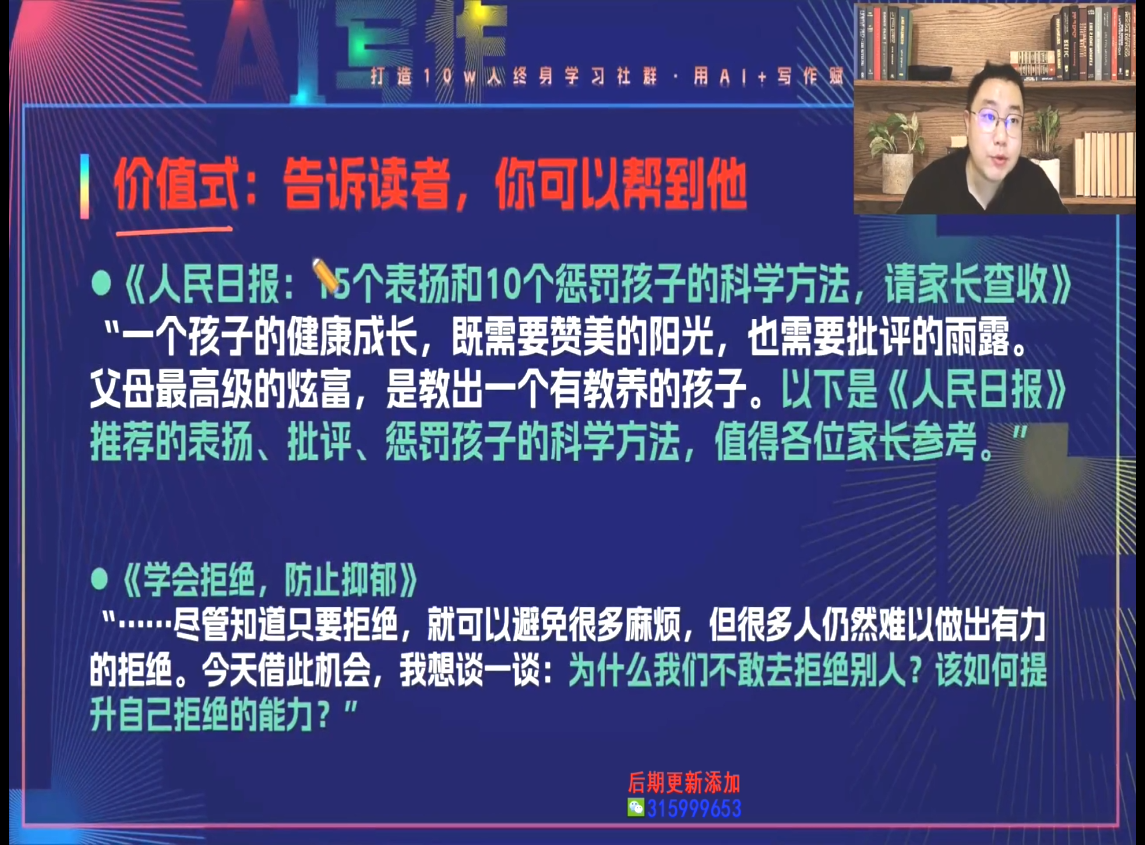 AI写作
打造10w人终身学习社群·用AI+写作赋
价值式：告诉读者，你可以帮到他
●《人民日报：15个表扬和10个惩罚孩子的科学方法，请家长查收》
“一个孩子的健康成长，既需要赞美的阳光，也需要批评的雨露。
父母最高级的炫富，是教出一个有教养的孩子。以下是《人民日报》
推荐的表扬、批评、惩罚孩子的科学方法，值得各位家长参考。”
●《学会拒绝，防止抑郁》
“……尽管知道只要拒绝，就可以避免很多麻烦，但很多人仍然难以做出有力
的拒绝。今天借此机会，我想谈一谈：为什么我们不敢去拒绝别人？该如何提
升自己拒绝的能力？”
后期更新添加
315999653